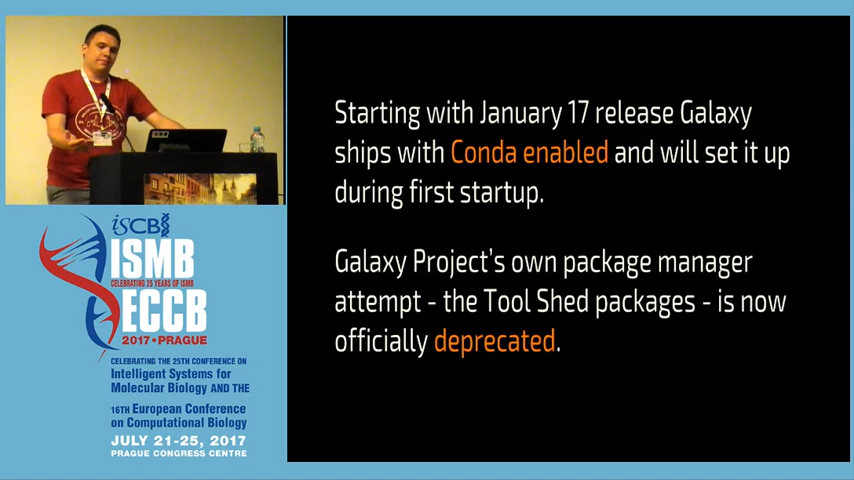 Starting with January 17 release Galaxy
ships with Conda enabled and will set it up
during first startup.
Galaxy Project's own package manager
attempt - the Tool Shed packages - is now
officially deprecated.
iSCB
ISMB
CELEBRATING 25 YEARS OF ISMB
ECCB
2017 • PRAGUE
CELEBRATING THE 25TH CONFERENCE ON
Intelligent Systems for
Molecular Biology AND THE
16TH European Conference
on Computational Biology
JULY 21-25, 2017
PRAGUE CONGRESS CENTRE